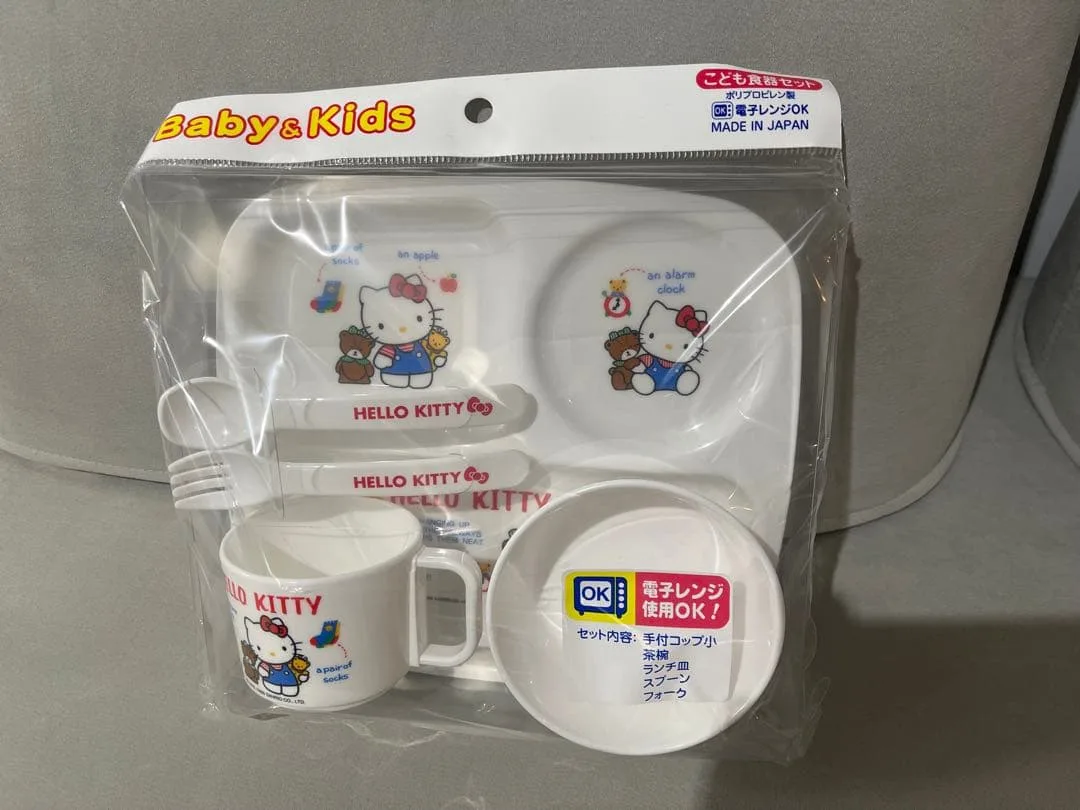 Baby & Kids
こども食器セット
ポリプロピレン製
OK 電子レンジOK
MADE IN JAPAN
of
socks
an apple
an alarm
clock
HELLO KITTY
HELLO KITTY
HELLO KITTY
UP
NEAT
KITTY
a pair of
socks
OK
電子レンジ
使用OK!
セット内容: 手付コップ小
茶椀
ランチ皿
スプーン
フォーク